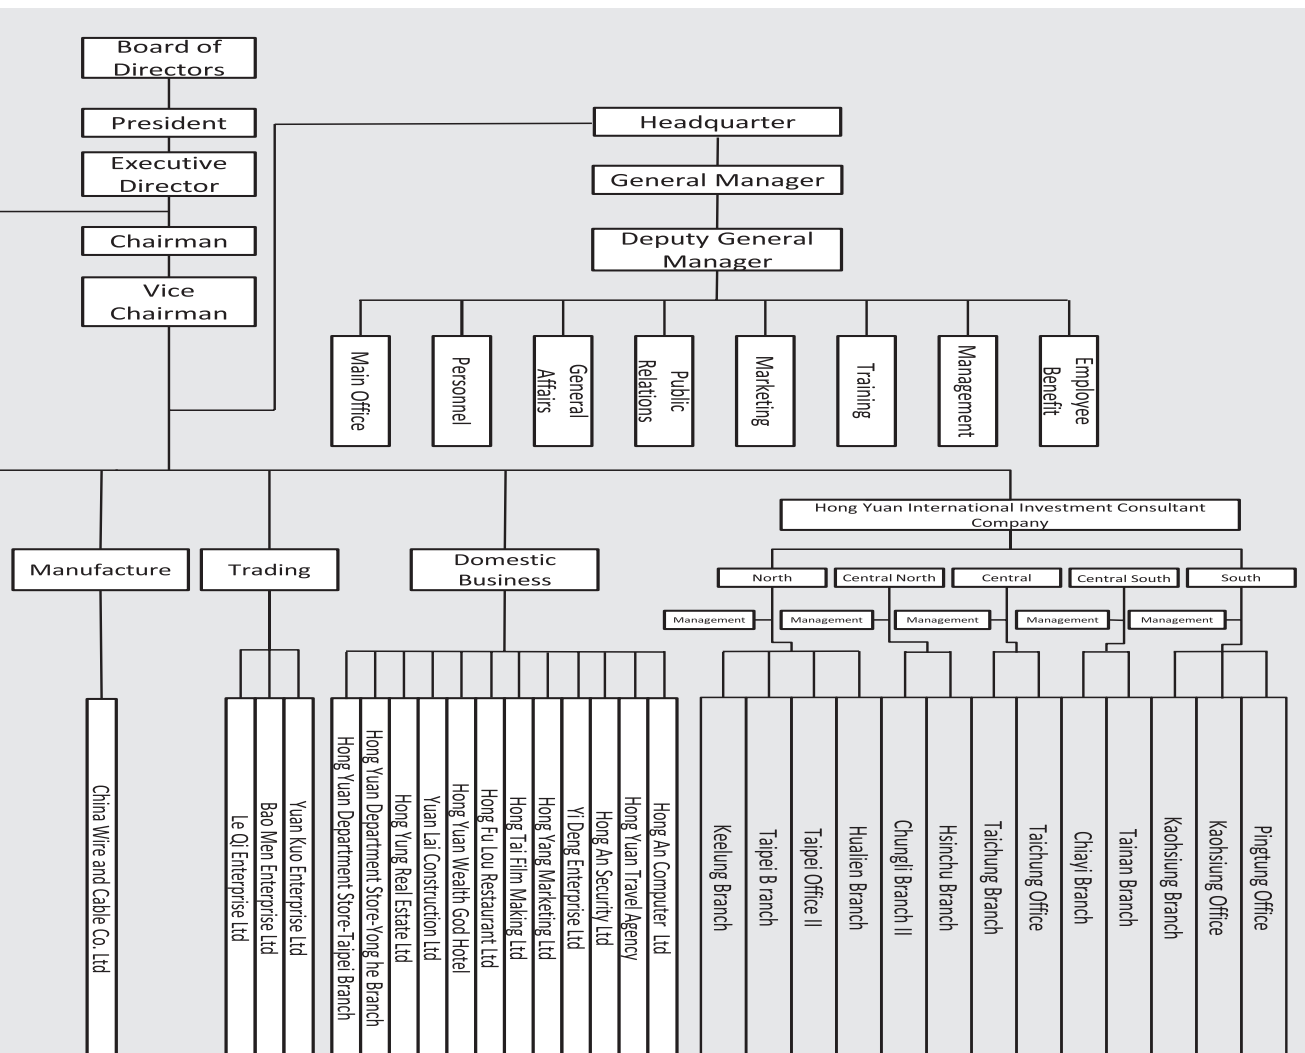 Board of
Directors
President
Executive
Director
Chairman
Vice
Chairman
Headquarter
General Manager
Deputy General
Manager
Main Office
Personnel
General
Affairs
Public
Relations
Marketing
Training
Management
Employee
Benefit
Hong Yuan International Investment Consultant
Company
Manufacture
Trading
Domestic
Business
North
Central North
Central
Central South
South
Management
Management
Management
Management
Management
China Wire and Cable Co. Ltd
Le Qi Enterprise Ltd
Bao Men Enterprise Ltd
Yuan Kuo Enterprise Ltd
Hong Yuan Department Store-Taipei Branch
Hong Yuan Department Store-Yong he Branch
Hong Yung Real Estate Ltd
Yuan Lai Construction Ltd
Hong Yuan Wealth God Hotel
Hong Fu Lou Restaurant Ltd
Hong Tai Film Making Ltd
Hong Yang Marketing Ltd
Yi Deng Enterprise Ltd
Hong An Security Ltd
Hong Yuan Travel Agency
Hong An Computer Ltd
Keelung Branch
Taipei B ranch
Taipei Office II
Hualien Branch
Chungli Branch II
Hsinchu Branch
Taichung Branch
Taichung Office
Chiayi Branch
Tainan Branch
Kaohsiung Branch
Kaohsiung Office
Pingtung Office